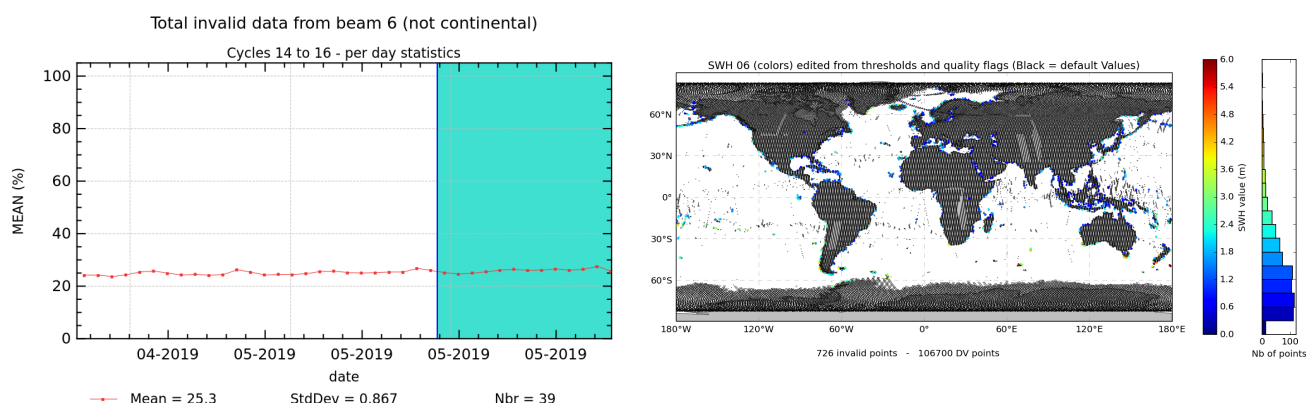 Total invalid data from beam 6 (not continental)
Cycles 14 to 16 - per day statistics
100
80
60
40
20
0
MEAN (%)
04-2019
05-2019
05-2019
05-2019
05-2019
date
Mean = 25.3
StdDev = 0.867
Nbr = 39
SWH 06 (colors) edited from thresholds and quality flags (Black = default Values)
60°N
30°N
0°
30°S
60°S
180°W
120°W
60°W
0°
60°E
120°E
180°E
726 invalid points - 106700 DV points
6.0
5.4
4.8
4.2
3.6
3.0
2.4
1.8
1.2
0.6
0.0
SWH value (m)
0
100
Nb of points